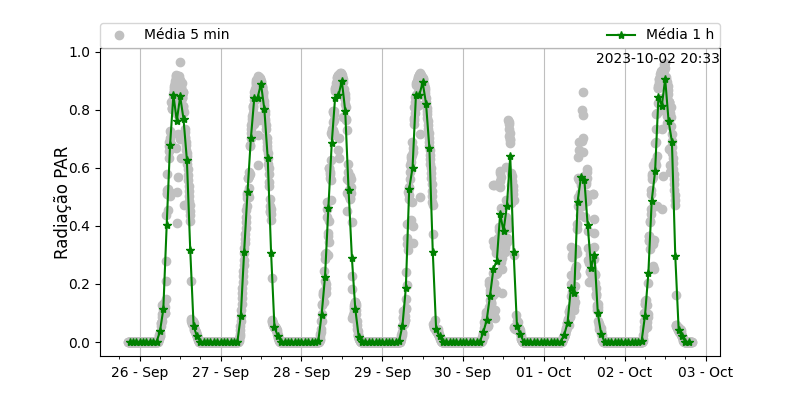 Média 5 min
Média 1 h
2023-10-02 20:33
Radiação PAR
1.0
0.8
0.6
0.4
0.2
0.0
26 - Sep
27 - Sep
28 - Sep
29 - Sep
30 - Sep
01 - Oct
02 - Oct
03 - Oct